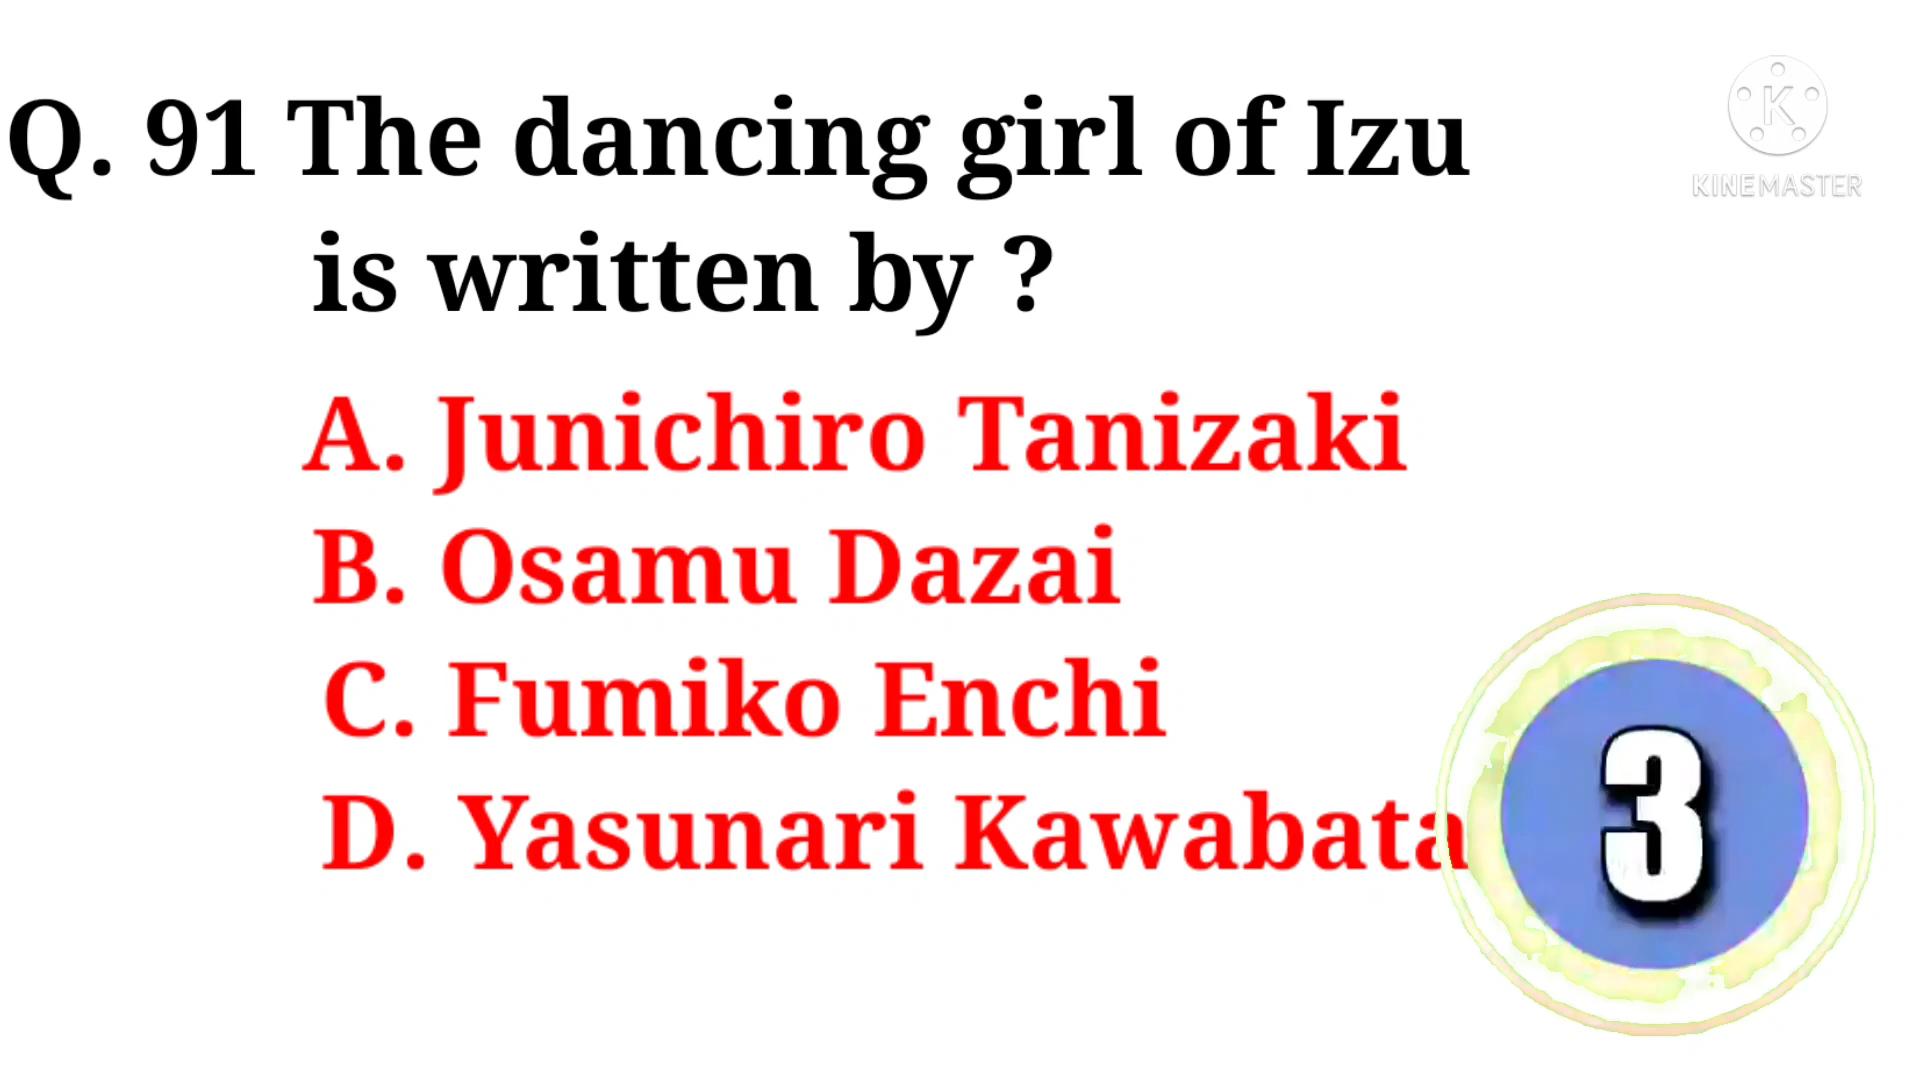 Q. 91 The dancing girl of Izu
is written by ?
A. Junichiro Tanizaki
B. Osamu Dazai
C. Fumiko Enchi
D. Yasunari Kawabata
3
K
KINEMASTER